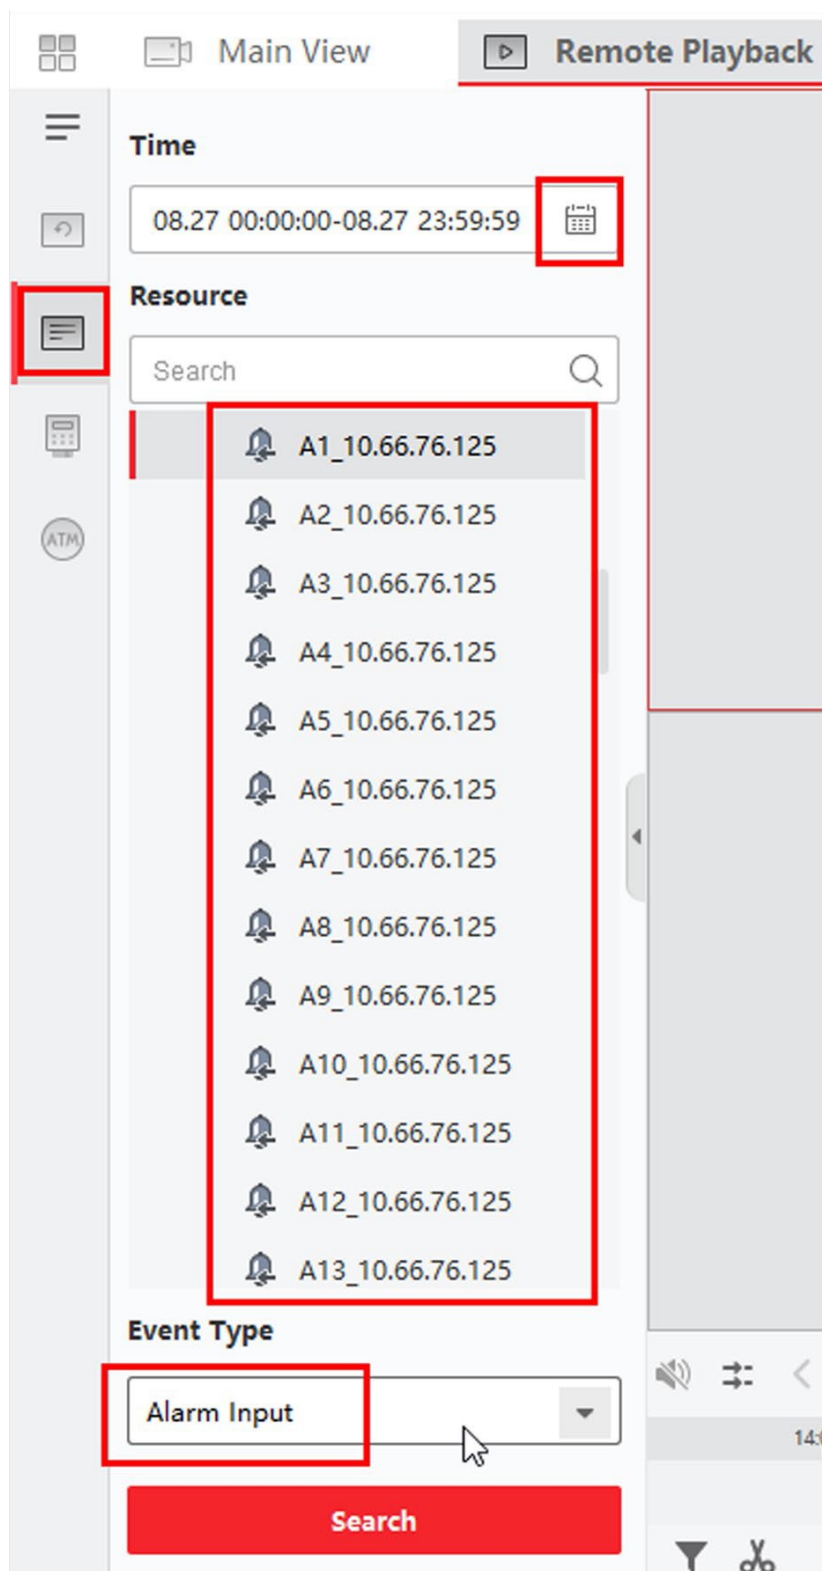 Main View
Remote Playback
Time
08.27 00:00:00-08.27 23:59:59
Resource
Search
A1_10.66.76.125
A2_10.66.76.125
A3_10.66.76.125
A4_10.66.76.125
ATM
A5_10.66.76.125
A6_10.66.76.125
A7_10.66.76.125
A8_10.66.76.125
A9_10.66.76.125
A10_10.66.76.125
A11_10.66.76.125
A12_10.66.76.125
A13_10.66.76.125
Event Type
Alarm Input
Search